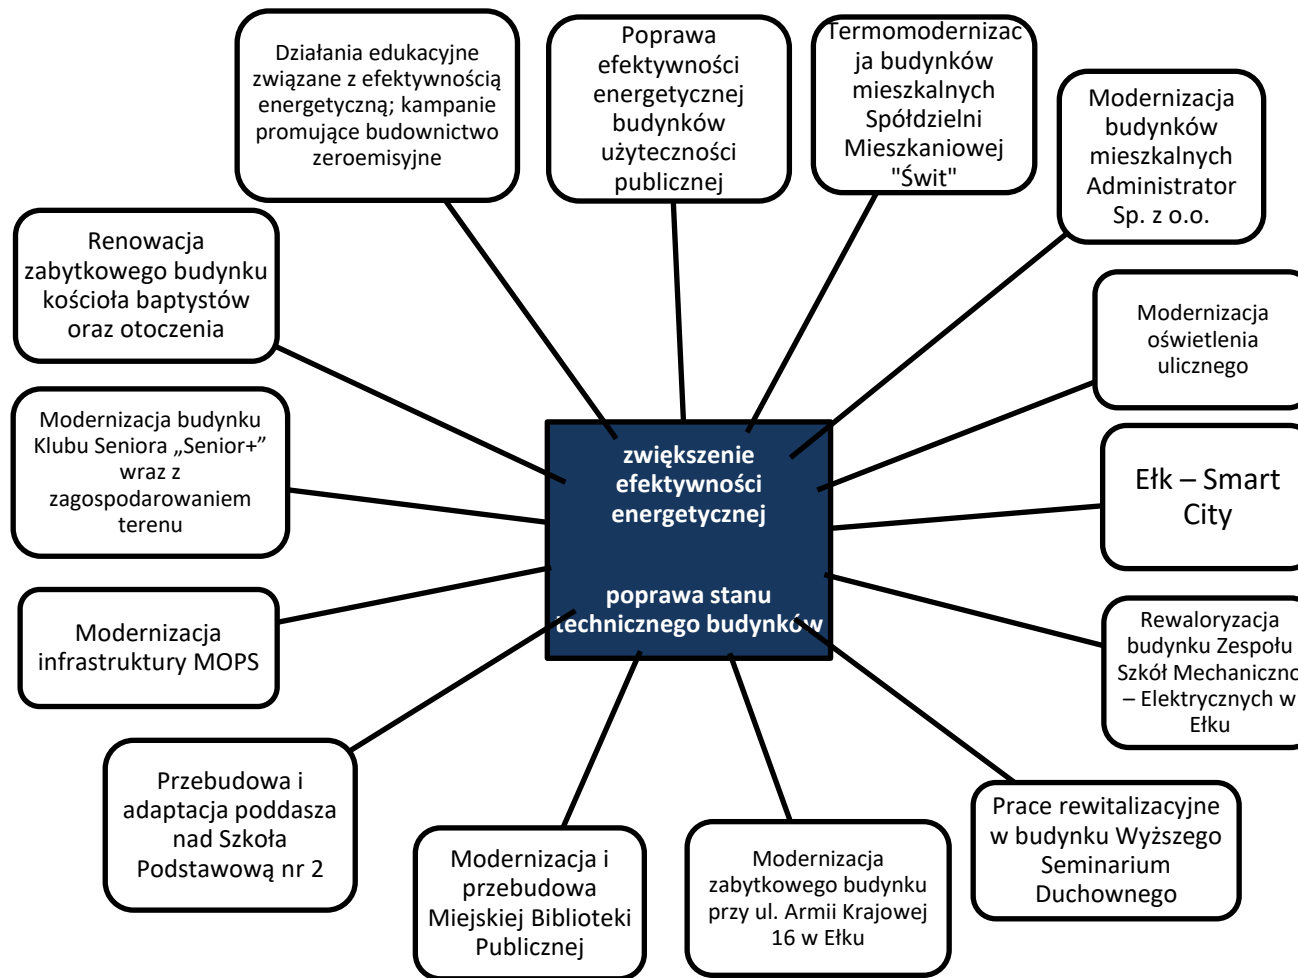 Działania edukacyjne
związane z efektywnością
energetyczną; kampanie
promujące budownictwo
zeroemisyjne
Poprawa
efektywności
energetycznej
budynków
użyteczności
publicznej
Termomodernizac
ja budynków
mieszkalnych
Spółdzielni
Mieszkaniowej
"Świt"
Modernizacja
budynków
mieszkalnych
Administrator
Sp. z o.o.
Renowacja
zabytkowego budynku
kościoła baptystów
oraz otoczenia
Modernizacja
oświetlenia
ulicznego
Modernizacja budynku
Klubu Seniora „Senior+”
wraz z
zagospodarowaniem
terenu
zwiększenie
efektywności
energetycznej
poprawa stanu
technicznego budynków
Ełk – Smart
City
Modernizacja
infrastruktury MOPS
Rewaloryzacja
budynku Zespołu
Szkół Mechaniczno
– Elektrycznych w
Ełku
Przebudowa i
adaptacja poddasza
nad Szkoła
Podstawową nr 2
Modernizacja i
przebudowa
Miejskiej Biblioteki
Publicznej
Modernizacja
zabytkowego budynku
przy ul. Armii Krajowej
16 w Ełku
Prace rewitalizacyjne
w budynku Wyższego
Seminarium
Duchownego